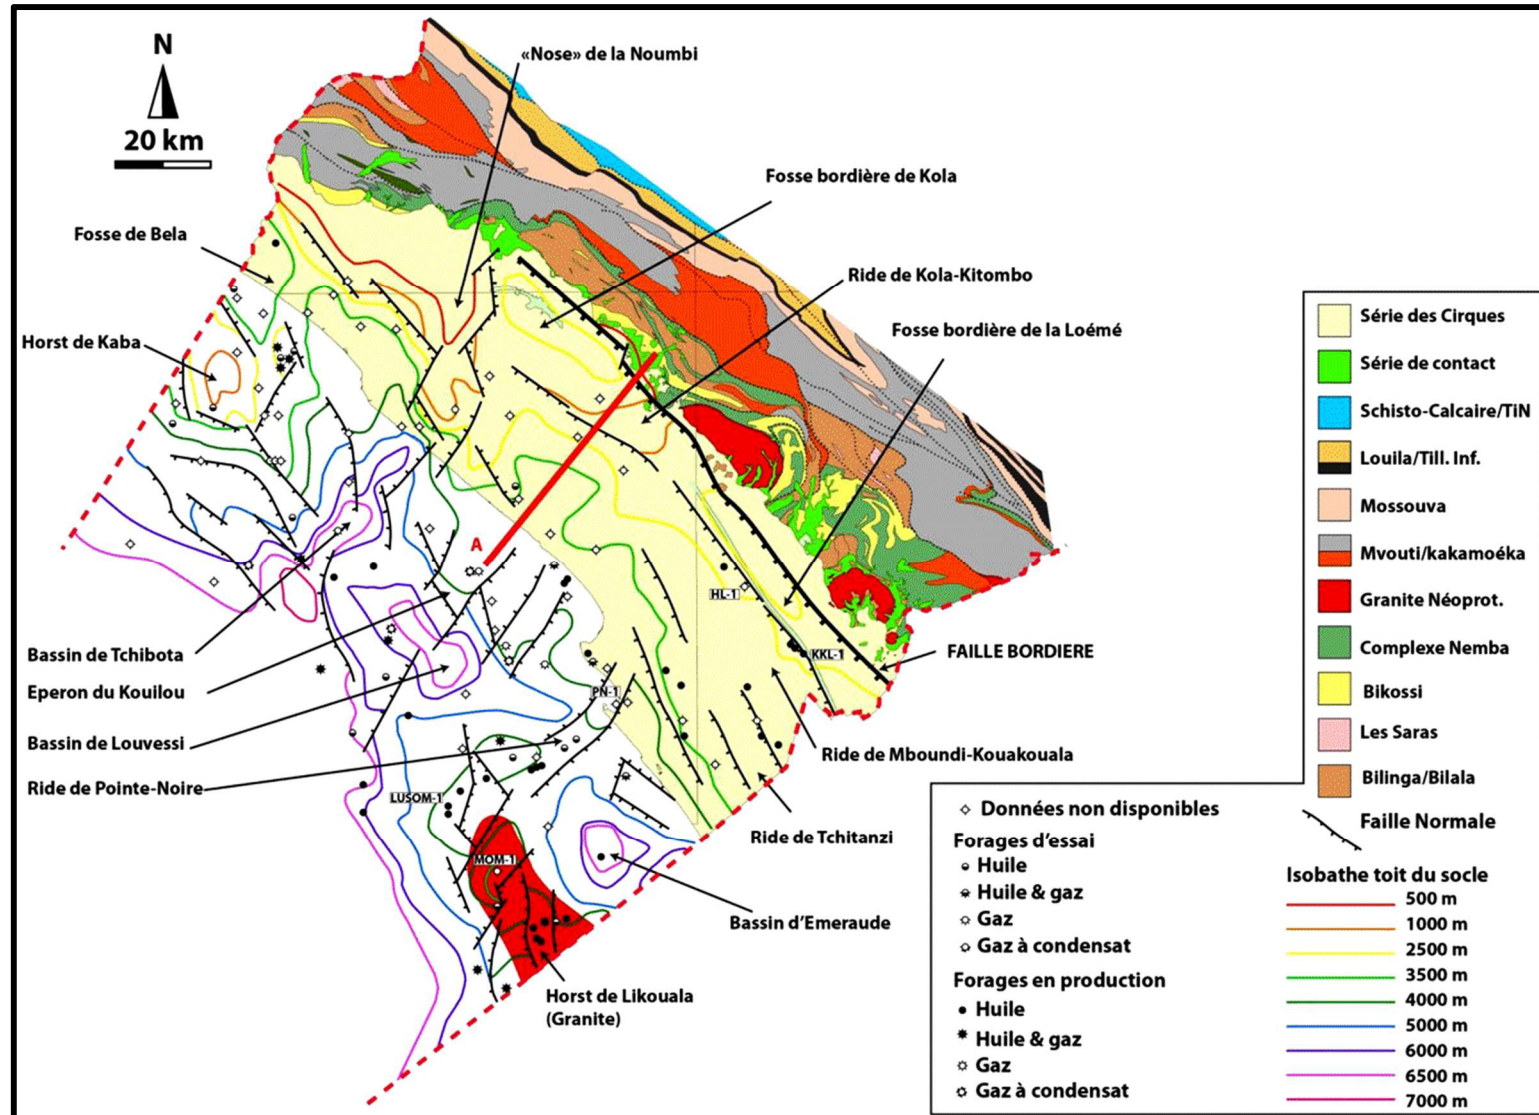 N
20 km
«Nose» de la Noumbi
Fosse bordière de Kola
Fosse de Bela
Ride de Kola-Kitombo
Horst de Kaba
Fosse bordière de la Loémé
A
HL-1
KKL-1
FAILLE BORDIERE
Bassin de Tchibota
Eperon du Kouilou
PN-1
Bassin de Louvessi
Ride de Mboundi-Kouakouala
Ride de Pointe-Noire
LUSOM-1
Ride de Tchitanzi
MOM-1
Bassin d'Emeraude
Horst de Likouala
(Granite)
Série des Cirques
Série de contact
Schisto-Calcaire/TiN
Louila/Till. Inf.
Mossouva
Mvouti/kakamoéka
Granite Néoprot.
Complexe Nemba
Bikossi
Les Saras
Bilinga/Bilala
Faille Normale
Données non disponibles
Forages d'essai
Huile
Huile & gaz
Gaz
Gaz à condensat
Forages en production
Huile
Huile & gaz
Gaz
Gaz à condensat
Isobathe toit du socle
500 m
1000 m
2500 m
3500 m
4000 m
5000 m
6000 m
6500 m
7000 m